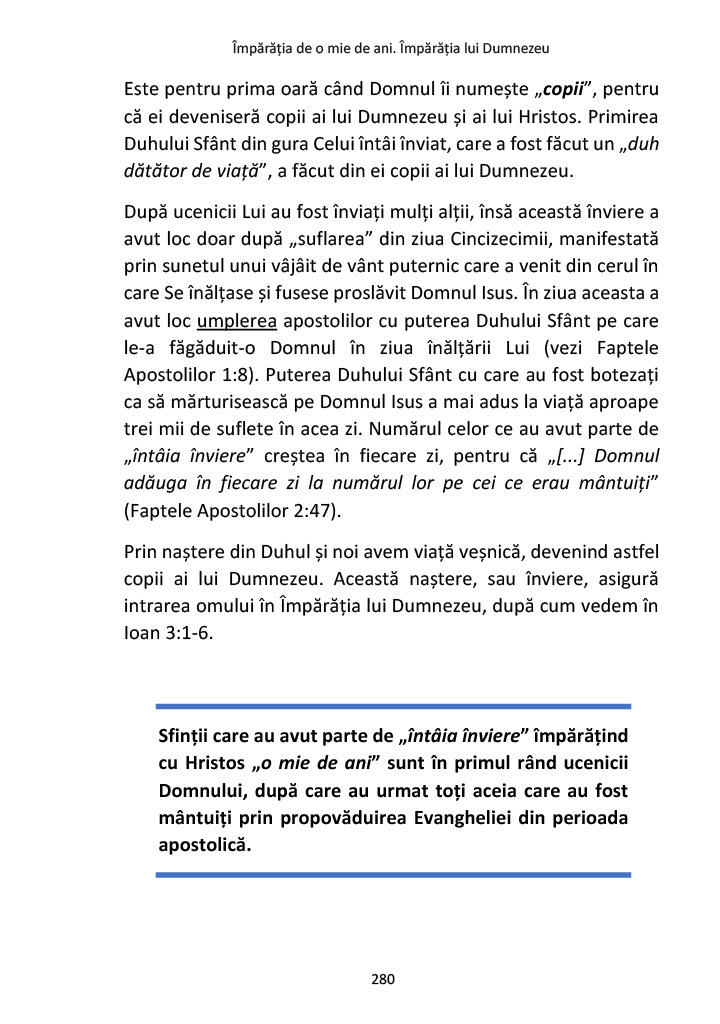 Împărăția de o mie de ani. Împărăția lui Dumnezeu
Este pentru prima oară când Domnul îi numește „copii”, pentru
că ei deveniseră copii ai lui Dumnezeu și ai lui Hristos. Primirea
Duhului Sfânt din gura Celui întâi înviat, care a fost făcut un „duh
dătător de viață”, a făcut din ei copii ai lui Dumnezeu.
După ucenicii Lui au fost înviați mulți alții, însă această înviere a
avut loc doar după „suflarea” din ziua Cincizecimii, manifestată
prin sunetul unui vâjâit de vânt puternic care a venit din cerul în
care Se înălțase și fusese proslăvit Domnul Isus. În ziua aceasta a
avut loc umplerea apostolilor cu puterea Duhului Sfânt pe care
le-a făgăduit-o Domnul în ziua înălțării Lui (vezi Faptele
Apostolilor 1:8). Puterea Duhului Sfânt cu care au fost botezați
ca să mărturisească pe Domnul Isus a mai adus la viață aproape
trei mii de suflete în acea zi. Numărul celor ce au avut parte de
„întâia înviere” creștea în fiecare zi, pentru că „[...] Domnul
adăuga în fiecare zi la numărul lor pe cei ce erau mântuiți”
(Faptele Apostolilor 2:47).
Prin naștere din Duhul și noi avem viață veșnică, devenind astfel
copii ai lui Dumnezeu. Această naștere, sau înviere, asigură
intrarea omului în Împărăția lui Dumnezeu, după cum vedem în
Ioan 3:1-6.
Sfinții care au avut parte de „întâia înviere” împărățind
cu Hristos „o mie de ani” sunt în primul rând ucenicii
Domnului, după care au urmat toți aceia care au fost
mântuiți prin propovăduirea Evangheliei din perioada
apostolică.
280